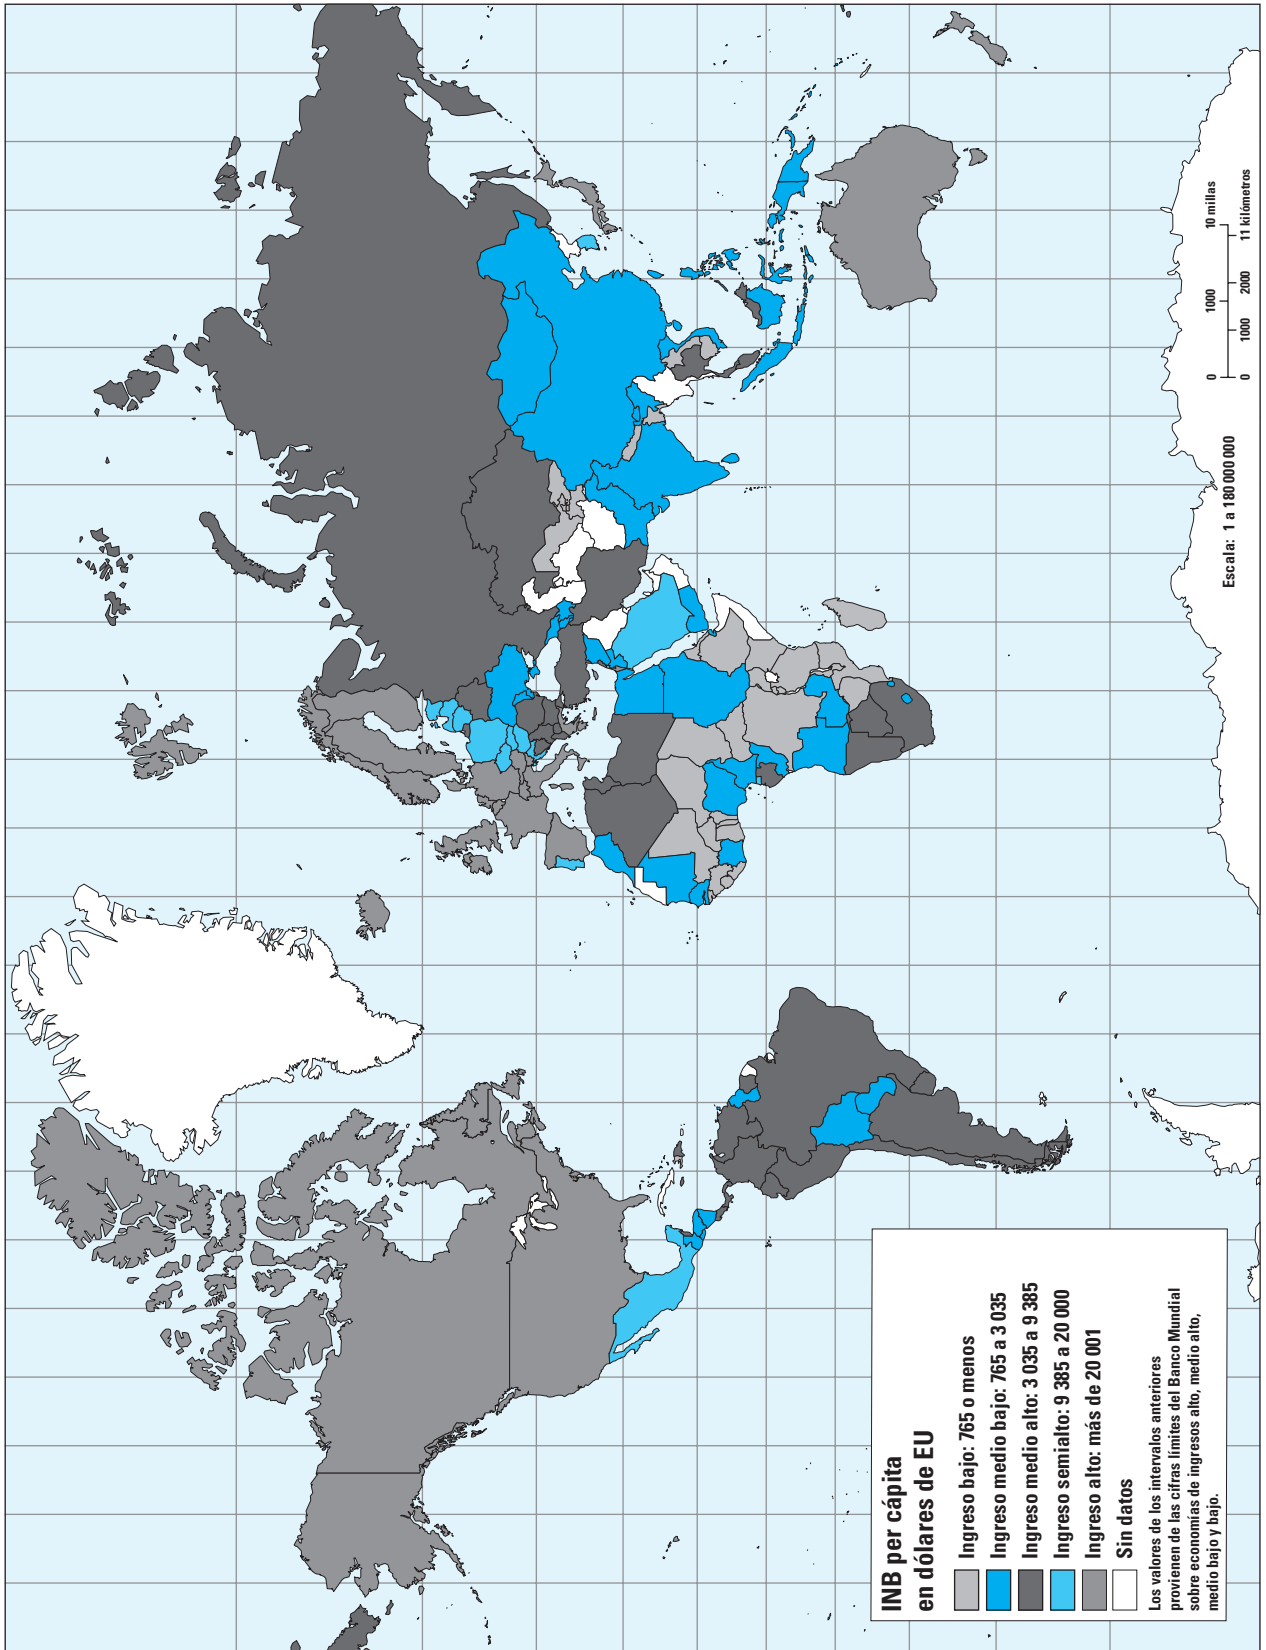 INB per cápita
en dólares de EU
Ingreso bajo: 765 o menos
Ingreso medio bajo: 765 a 3 035
Ingreso medio alto: 3 035 a 9 385
Ingreso semialto: 9 385 a 20 000
Ingreso alto: más de 20 001
Sin datos
Los valores de los intervalos anteriores
provienen de las cifras límites del Banco Mundial
sobre economías de ingresos alto, medio alto,
medio bajo y bajo.
Escala: 1 a 180 000 000
0 1000 10 millas
0 1000 2000 11 kilómetros